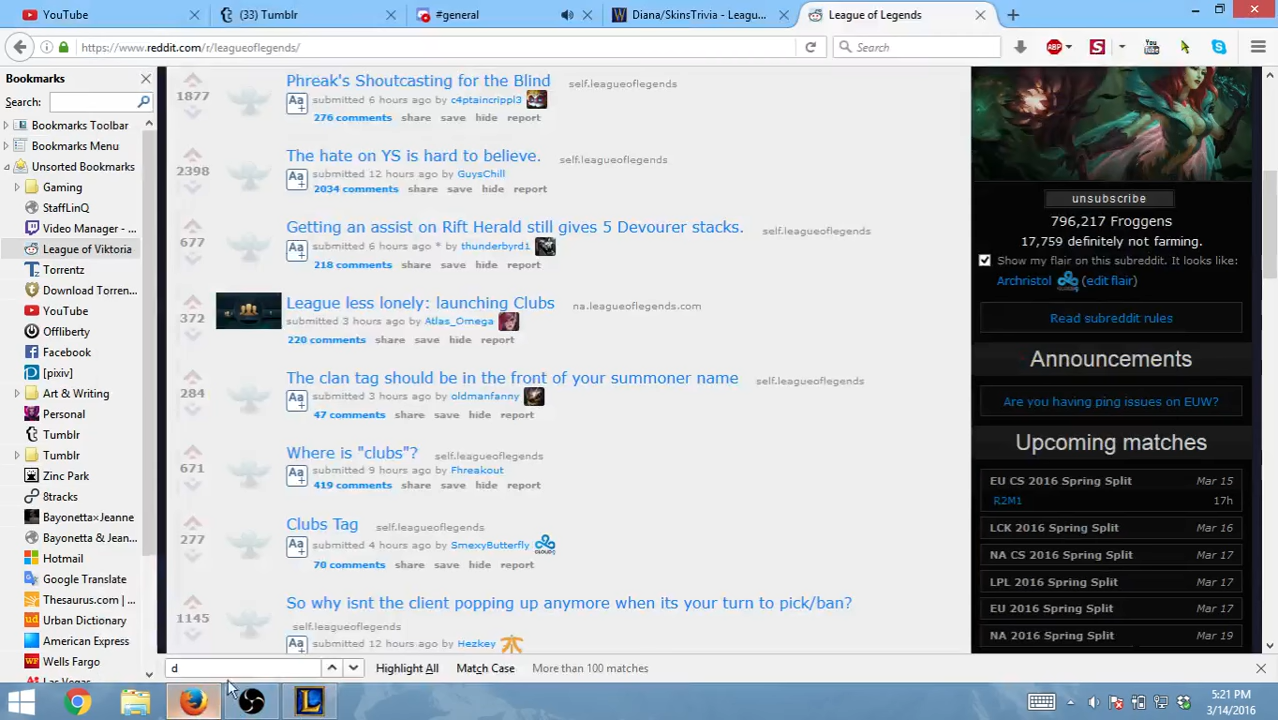 YouTube × (33) Tumblr × #general × Diana/SkinsTrivia - Leagu... × League of Legends ×
https://www.reddit.com/r/leagueoflegends/ Search
Bookmarks
Search:
Bookmarks Toolbar
Bookmarks Menu
Unsorted Bookmarks
Gaming
StaffLinQ
Video Manager - ...
League of Victoria
Torrentz
Download Torren...
YouTube
Offliberty
Facebook
[pixiv]
Art & Writing
Personal
Tumblr
Tumblr
Zinc Park
8tracks
Bayonetta×Jeanne
Bayonetta & Jean...
Hotmail
Google Translate
Thesaurus.com | ...
Urban Dictionary
American Express
Wells Fargo
Las Vegas
Phreak's Shoutcasting for the Blind self.leagueoflegends
1877 submitted 6 hours ago by c4ptaincrippl3
276 comments share save hide report
The hate on YS is hard to believe. self.leagueoflegends
2398 submitted 12 hours ago by GuysChill
2034 comments share save hide report
Getting an assist on Rift Herald still gives 5 Devourer stacks. self.leagueoflegends
677 submitted 6 hours ago * by thunderbyrd1
218 comments share save hide report
League less lonely: launching Clubs na.leagueoflegends.com
372 submitted 3 hours ago by Atlas_Omega
220 comments share save hide report
The clan tag should be in the front of your summoner name self.leagueoflegends
284 submitted 3 hours ago by oldmanfanny
47 comments share save hide report
Where is "clubs"? self.leagueoflegends
671 submitted 9 hours ago by Fhreakout
419 comments share save hide report
Clubs Tag self.leagueoflegends
277 submitted 4 hours ago by SmexyButterfly
70 comments share save hide report
So why isnt the client popping up anymore when its your turn to pick/ban?
1145 self.leagueoflegends
submitted 12 hours ago by Hezkey
unsubscribe
796,217 Froggens
17,759 definitely not farming.
Show my flair on this subreddit. It looks like:
Archristol (edit flair)
Read subreddit rules
Announcements
Are you having ping issues on EUW?
Upcoming matches
EU CS 2016 Spring Split Mar 15
R2M1 17h
LCK 2016 Spring Split Mar 16
NA CS 2016 Spring Split Mar 17
LPL 2016 Spring Split Mar 17
EU 2016 Spring Split Mar 17
NA 2016 Spring Split Mar 19
d Highlight All Match Case More than 100 matches
5:21 PM
3/14/2016